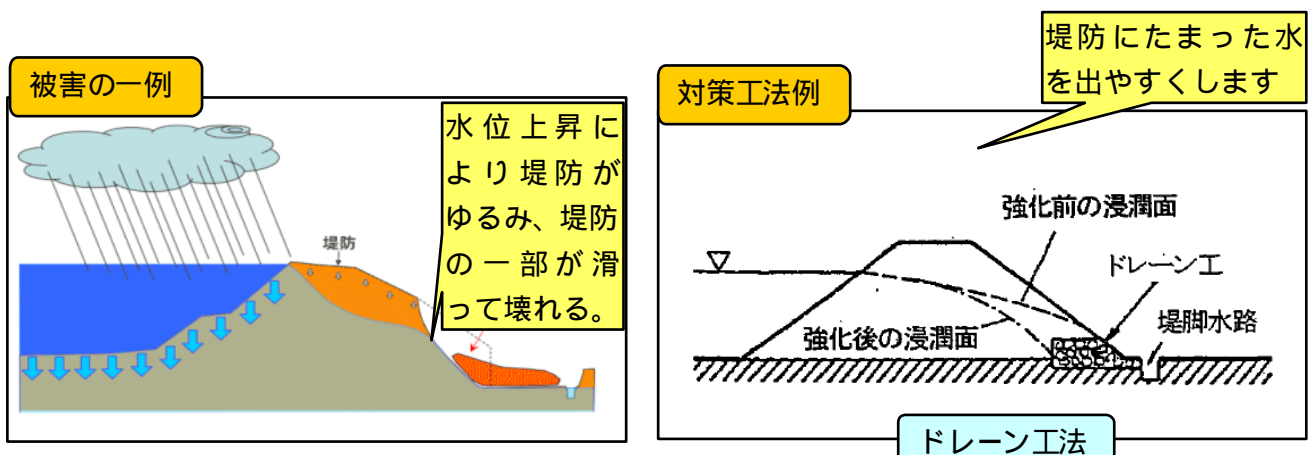 被害の一例
水位上昇に
より堤防が
ゆるみ、堤防
の一部が滑
って壊れる。
堤防
対策工法例
堤防にたまった水
を出やすくします
強化前の浸潤面
ドレーン工
堤脚水路
強化後の浸潤面
ドレーン工法